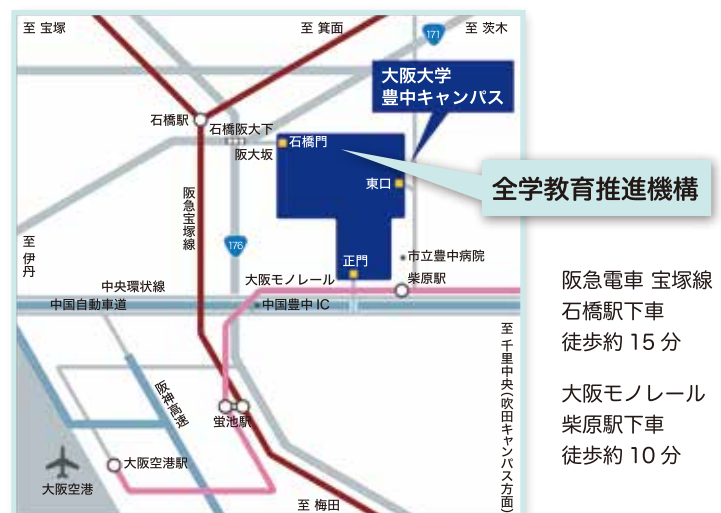 至 宝塚
至 箕面
171
至 茨木
大阪大学
豊中キャンパス
石橋駅
石橋阪大下
石橋門
阪大坂
全学教育推進機構
東口
阪急宝塚線
至 伊丹
176
正門
市立豊中病院
大阪モノレール
柴原駅
中央環状線
中国自動車道
中国豊中 IC
至 千里中央(吹田キャンパス方面)
阪神高速
蛍池駅
大阪空港駅
大阪空港
至 梅田
阪急電車 宝塚線
石橋駅下車
徒歩約 15 分
大阪モノレール
柴原駅下車
徒歩約 10 分